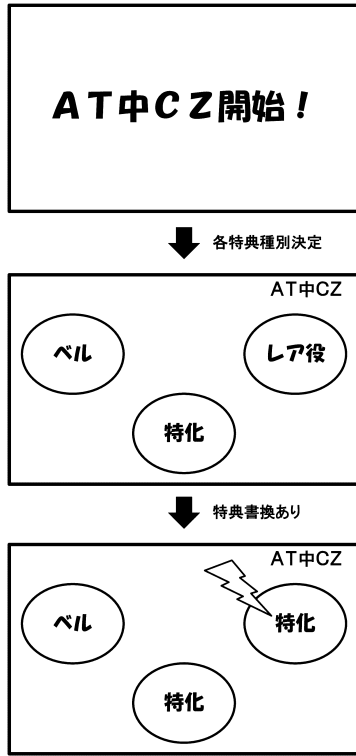 AT中CZ開始！
各特典種別決定
AT中CZ
ベル
レア役
特化
特典書換あり
AT中CZ
ベル
特化
特化